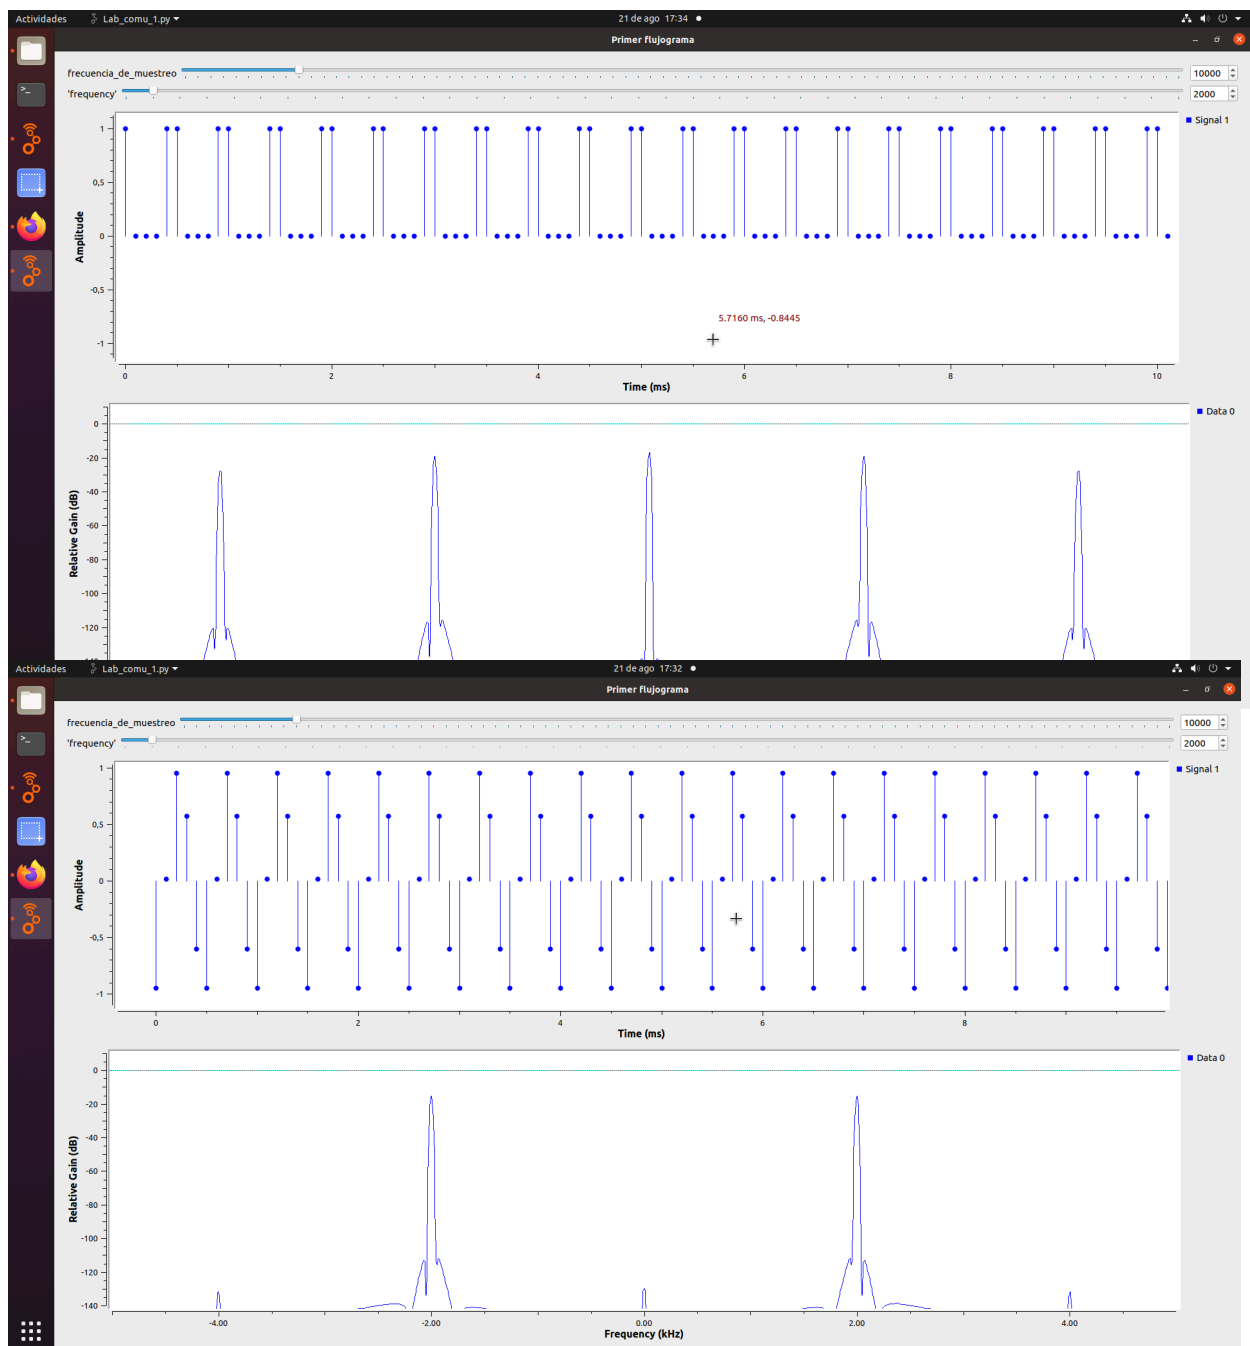 Actividades Lab_comu_1.py 21 de ago 17:34
Primer flujograma
frecuencia_de_muestreo 10000
'frequency' 2000
Signal 1
1
0,5
0
-0,5
-1
Amplitude
5.7160 ms, -0.8445
0 2 4 6 8 10
Time (ms)
Data 0
0
-20
-40
-60
-80
-100
-120
Relative Gain (dB)
Actividades Lab_comu_1.py 21 de ago 17:32
Primer flujograma
frecuencia_de_muestreo 10000
'frequency' 2000
Signal 1
1
0,5
0
-0,5
-1
Amplitude
0 2 4 6 8
Time (ms)
Data 0
0
-20
-40
-60
-80
-100
-120
-140
Relative Gain (dB)
-4.00 -2.00 0.00 2.00 4.00
Frequency (kHz)